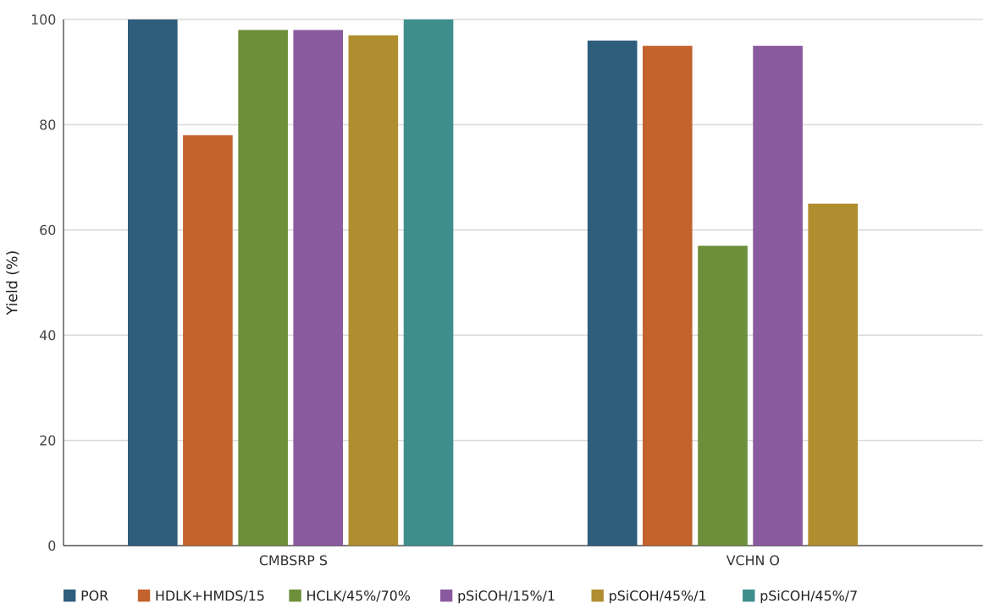 100
80
60
40
20
0
Yield (%)
CMBSRP S
VCHN O
POR
HDLK+HMDS/15
HCLK/45%/70%
pSiCOH/15%/1
pSiCOH/45%/1
pSiCOH/45%/7